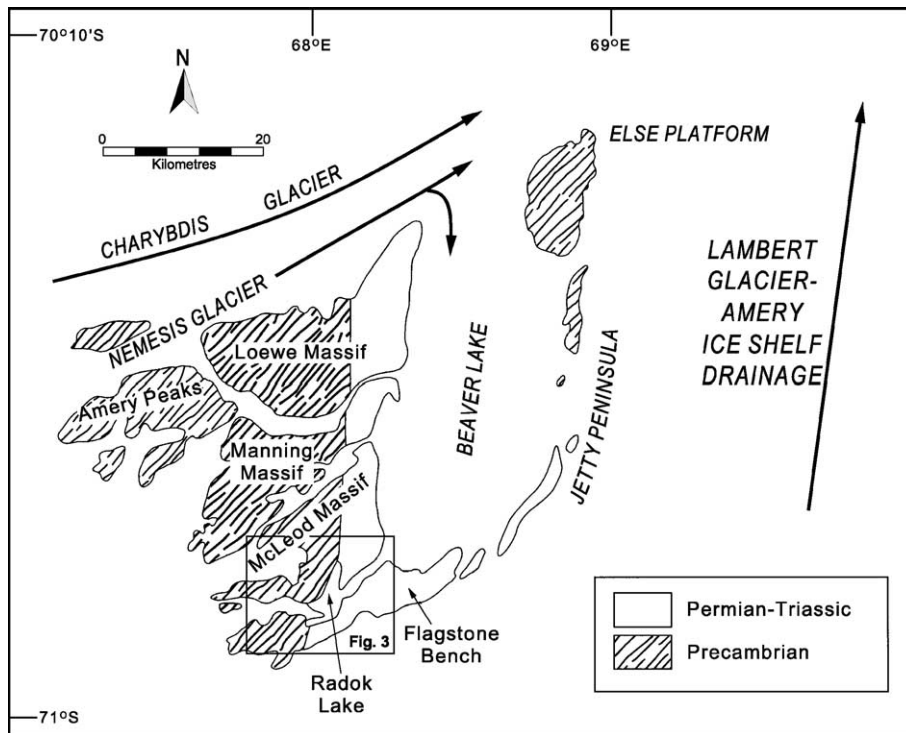 70°10'S
68°E
69°E
N
0
20
Kilometres
ELSE PLATFORM
CHARYBDIS GLACIER
NEMESIS GLACIER
LAMBERT
GLACIER-
AMERY
ICE SHELF
DRAINAGE
Loewe Massif
Amery Peaks
BEAVER LAKE
JETTY PENINSULA
Manning
Massif
McLeod Massif
Fig. 3
Flagstone
Bench
Radok
Lake
Permian-Triassic
Precambrian
71°S